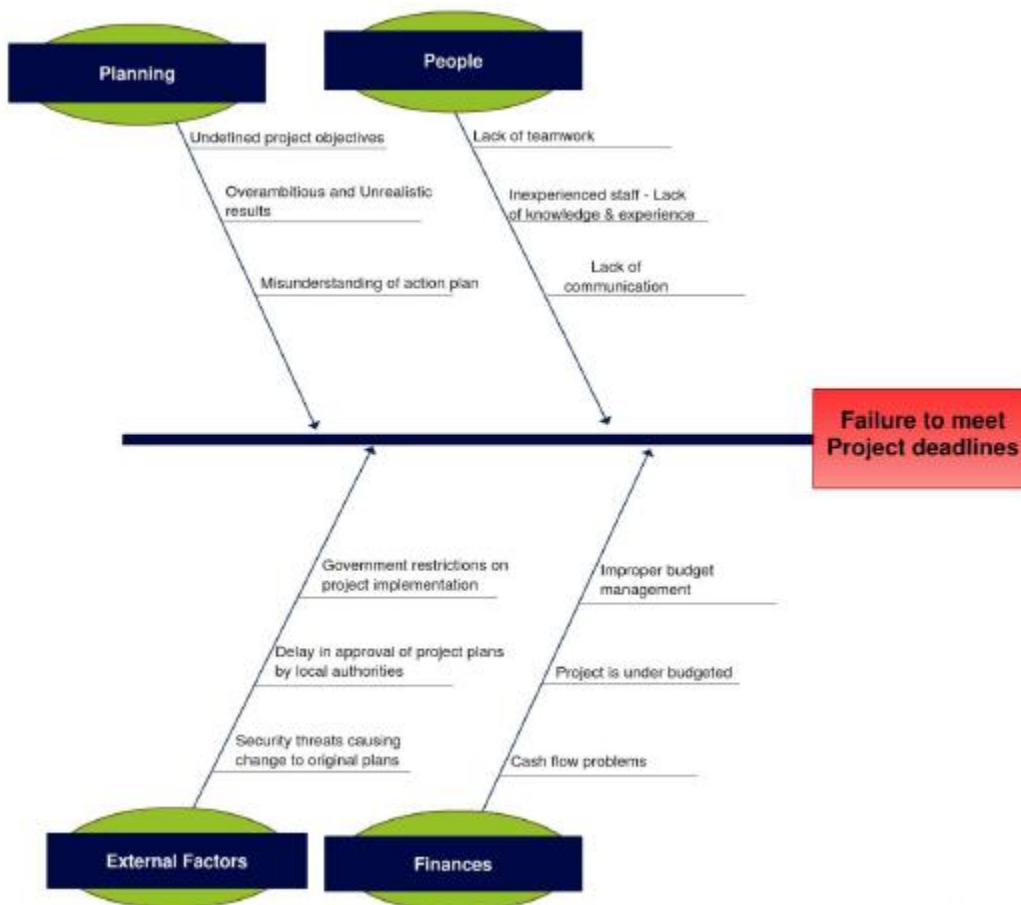 Planning
People
Undefined project objectives
Overambitious and Unrealistic
results
Misunderstanding of action plan
Lack of teamwork
Inexperienced staff - Lack
of knowledge & experience
Lack of
communication
Failure to meet
Project deadlines
Government restrictions on
project implementation
Delay in approval of project plans
by local authorities
Security threats causing
change to original plans
Improper budget
management
Project is under budgeted
Cash flow problems
External Factors
Finances